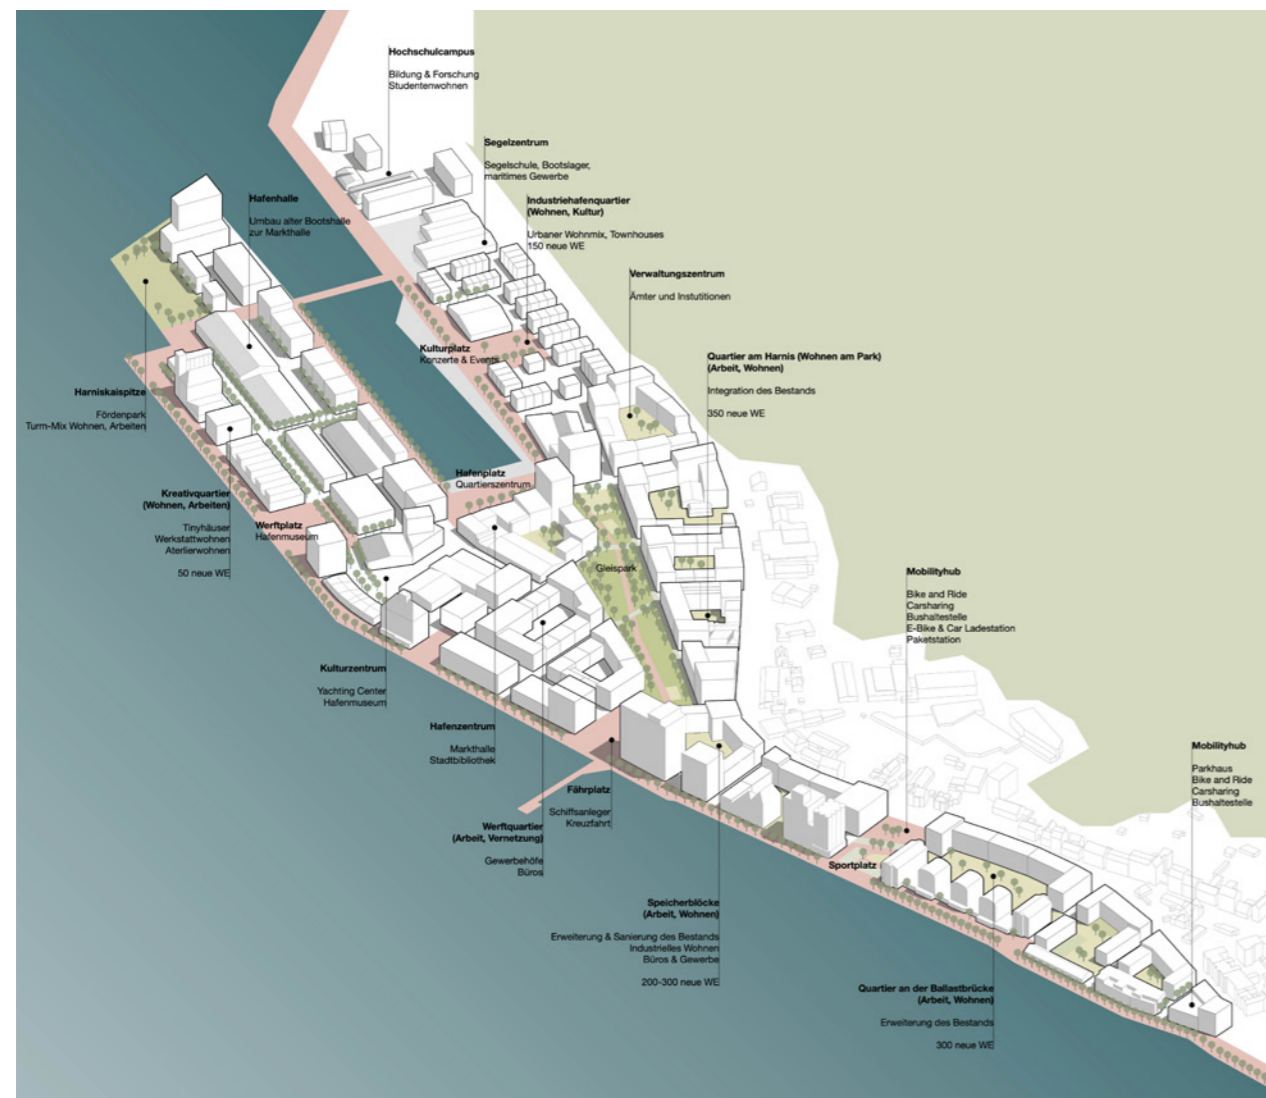 Hochschulcampus
Bildung & Forschung
Studentenwohnen
Segelzentrum
Segelschule, Bootslager,
maritimes Gewerbe
Hafenhalle
Umbau alter Bootshalle
zur Markthalle
Industriehafenquartier
(Wohnen, Kultur)
Urbaner Wohnmix, Townhouses
150 neue WE
Verwaltungszentrum
Ämter und Instutitionen
Kulturplatz
Konzerte & Events
Quartier am Harnis (Wohnen am Park)
(Arbeit, Wohnen)
Integration des Bestands
350 neue WE
Harniskaispitze
Fördenpark
Turm-Mix Wohnen, Arbeiten
Hafenplatz
Quartierszentrum
Kreativquartier
(Wohnen, Arbeiten)
Tinyhäuser
Werkstattwohnen
Aterlierwohnen
50 neue WE
Werftplatz
Hafenmuseum
Gleispark
Mobilityhub
Bike and Ride
Carsharing
Bushaltestelle
E-Bike & Car Ladestation
Paketstation
Kulturzentrum
Yachting Center
Hafenmuseum
Hafenzentrum
Markthalle
Stadtbibliothek
Mobilityhub
Parkhaus
Bike and Ride
Carsharing
Bushaltestelle
Fährplatz
Schiffsanleger
Kreuzfahrt
Werftquartier
(Arbeit, Vernetzung)
Gewerbehöfe
Büros
Sportplatz
Speicherblöcke
(Arbeit, Wohnen)
Erweiterung & Sanierung des Bestands
Industrielles Wohnen
Büros & Gewerbe
200-300 neue WE
Quartier an der Ballastbrücke
(Arbeit, Wohnen)
Erweiterung des Bestands
300 neue WE